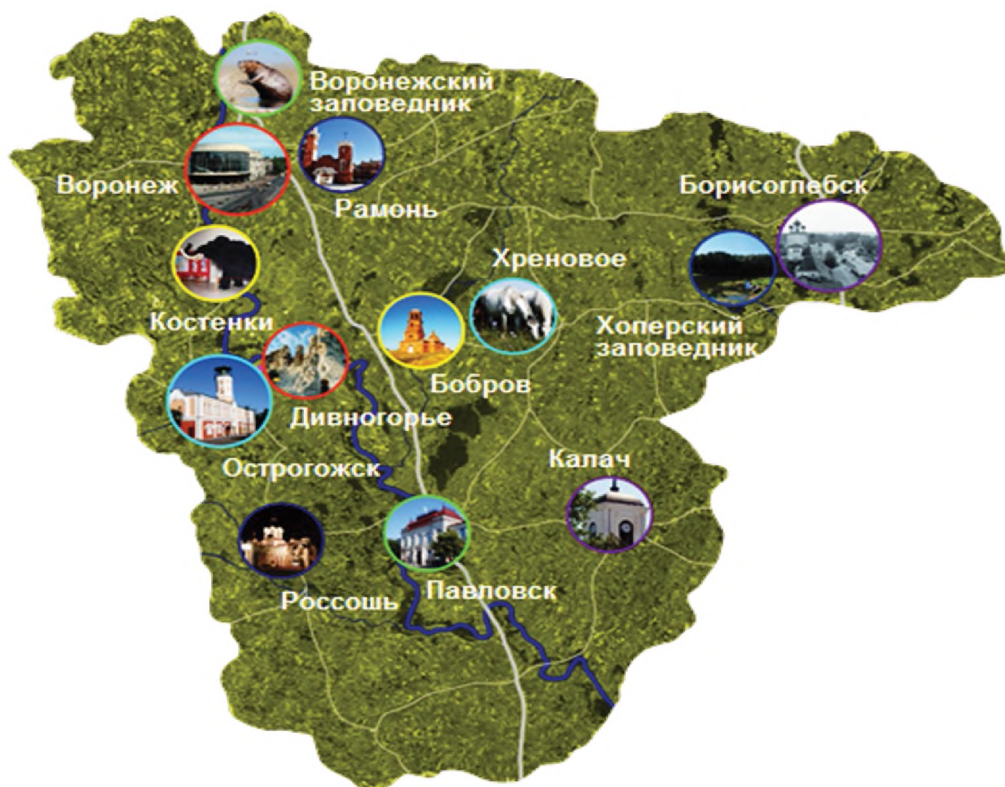 Воронежский
заповедник
Воронеж
Рамонь
Борисоглебск
Хреновое
Костенки
Хоперский
заповедник
Бобров
Дивногорье
Острогожск
Калач
Россошь
Павловск